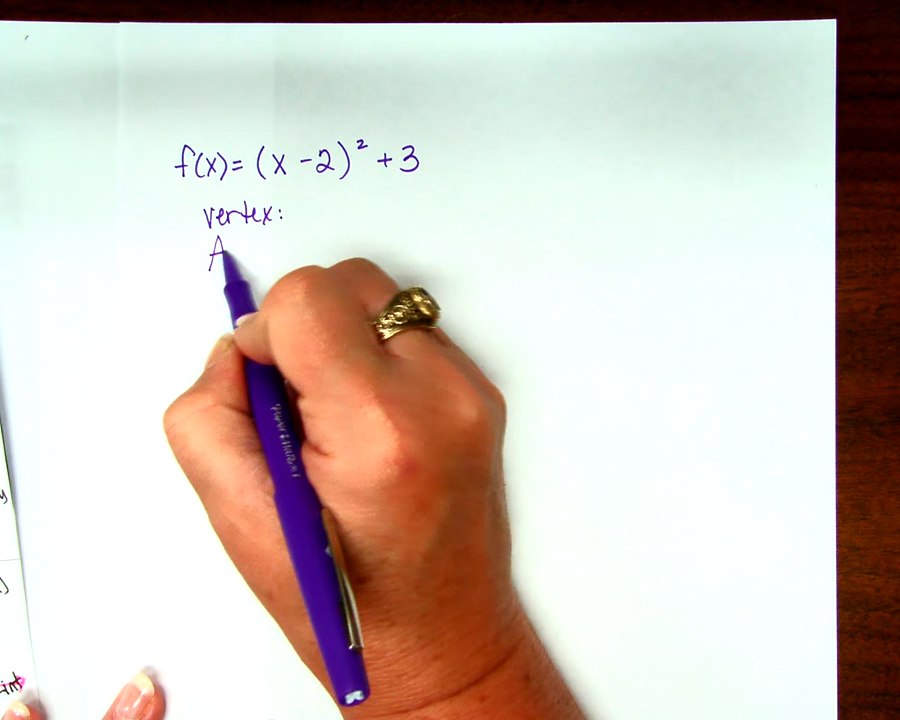 f(x) = (x - 2)² + 3
vertex:
A